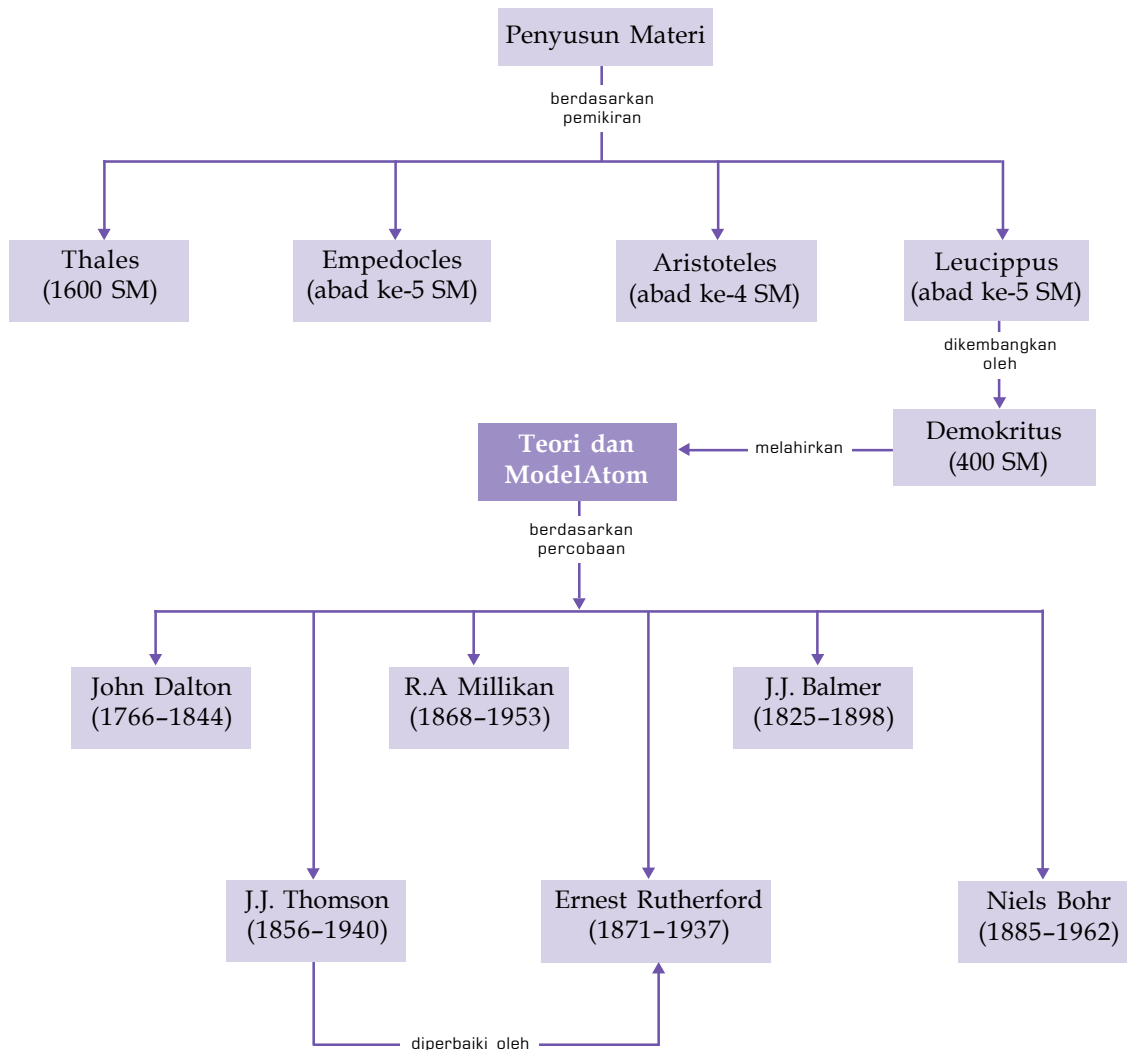 Penyusun Materi
berdasarkan
pemikiran
Thales
(1600 SM)
Empedocles
(abad ke-5 SM)
Aristoteles
(abad ke-4 SM)
Leucippus
(abad ke-5 SM)
dikembangkan
oleh
Demokritus
(400 SM)
melahirkan
Teori dan
ModelAtom
berdasarkan
percobaan
John Dalton
(1766–1844)
R.A Millikan
(1868–1953)
J.J. Balmer
(1825–1898)
J.J. Thomson
(1856–1940)
Ernest Rutherford
(1871–1937)
Niels Bohr
(1885–1962)
diperbaiki oleh